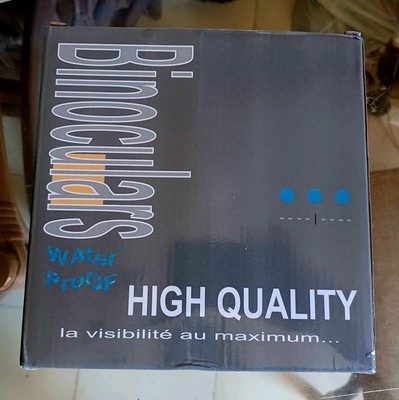 Binoculars
WAter
ProOF
HIGH QUALITY
la visibilité au maximum...